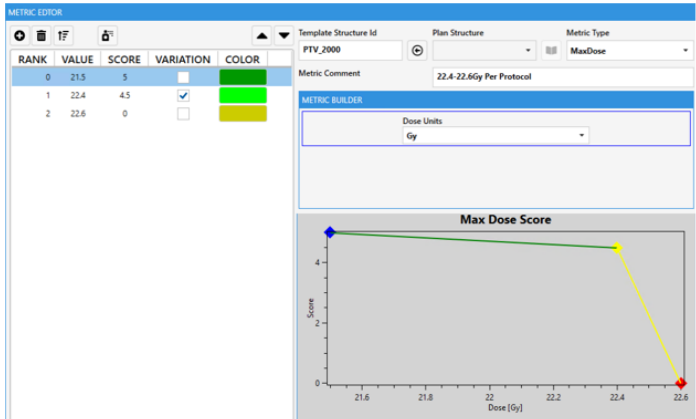 METRIC EDITOR
RANK VALUE SCORE VARIATION COLOR
0 21.5 5
1 22.4 4.5
2 22.6 0
Template Structure Id Plan Structure Metric Type
PTV_2000 MaxDose
Metric Comment 22.4-22.6Gy Per Protocol
METRIC BUILDER
Dose Units
Gy
Max Dose Score
4
2
0
Score
21.6 21.8 22 22.2 22.4 22.6
Dose [Gy]